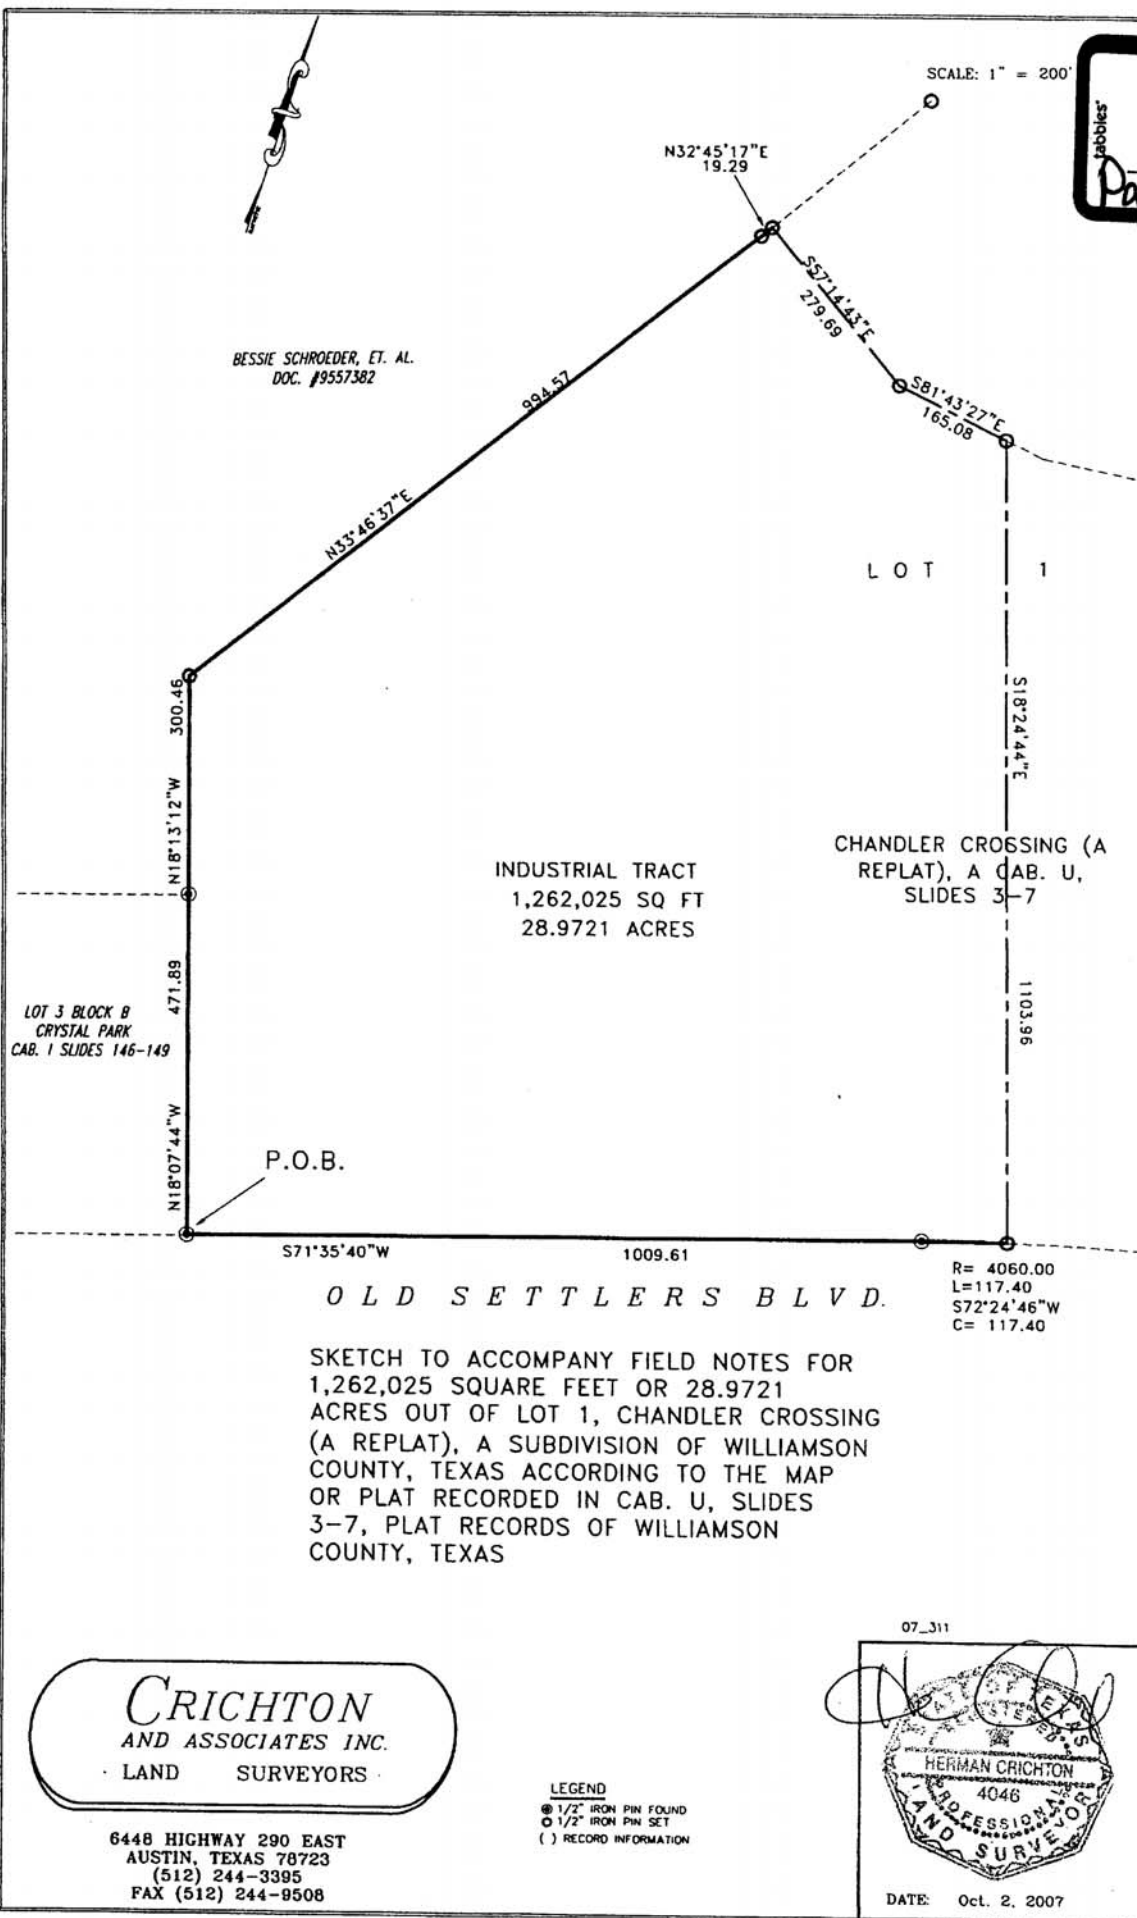 SCALE: 1" = 200'
tabbies'
N32°45'17"E
19.29
S57°14'43"E
279.69
BESSIE SCHROEDER, ET. AL.
DOC. #9557382
994.57
N33°46'37"E
S81°43'27"E
165.08
LOT 1
300.46
N18°13'12"W
S18°24'44"E
1103.96
CHANDLER CROSSING (A
REPLAT), A CAB. U,
SLIDES 3-7
INDUSTRIAL TRACT
1,262,025 SQ FT
28.9721 ACRES
471.89
N18°07'44"W
LOT 3 BLOCK B
CRYSTAL PARK
CAB. I SLIDES 146-149
P.O.B.
S71°35'40"W 1009.61
R= 4060.00
L=117.40
S72°24'46"W
C= 117.40
OLD SETTLERS BLVD.
SKETCH TO ACCOMPANY FIELD NOTES FOR
1,262,025 SQUARE FEET OR 28.9721
ACRES OUT OF LOT 1, CHANDLER CROSSING
(A REPLAT), A SUBDIVISION OF WILLIAMSON
COUNTY, TEXAS ACCORDING TO THE MAP
OR PLAT RECORDED IN CAB. U, SLIDES
3-7, PLAT RECORDS OF WILLIAMSON
COUNTY, TEXAS
07_311
CRICHTON
AND ASSOCIATES INC.
LAND SURVEYORS
6448 HIGHWAY 290 EAST
AUSTIN, TEXAS 78723
(512) 244-3395
FAX (512) 244-9508
LEGEND
1/2" IRON PIN FOUND
1/2" IRON PIN SET
( ) RECORD INFORMATION
STATE OF TEXAS
REGISTERED
HERMAN CRICHTON
4046
PROFESSIONAL
LAND SURVEYOR
DATE: Oct. 2, 2007